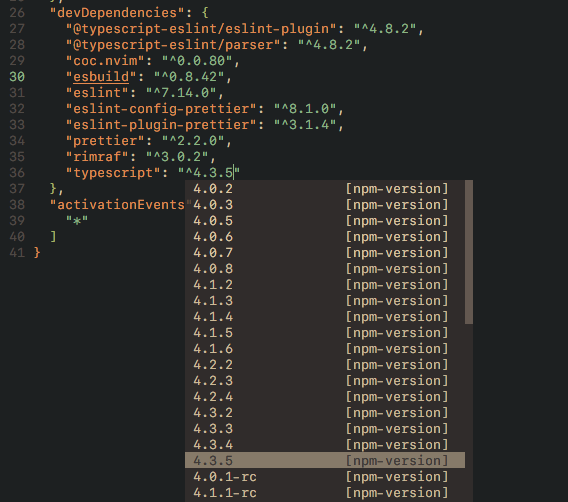 26 "devDependencies": {
27 "@typescript-eslint/eslint-plugin": "^4.8.2",
28 "@typescript-eslint/parser": "^4.8.2",
29 "coc.nvim": "^0.0.80",
30 "esbuild": "^0.8.42",
31 "eslint": "^7.14.0",
32 "eslint-config-prettier": "^8.1.0",
33 "eslint-plugin-prettier": "^3.1.4",
34 "prettier": "^2.2.0",
35 "rimraf": "^3.0.2",
36 "typescript": "^4.3.5"
37 },
38 "activationEvents"
39 "*"
40 ]
41 }
4.0.2 [npm-version]
4.0.3 [npm-version]
4.0.5 [npm-version]
4.0.6 [npm-version]
4.0.7 [npm-version]
4.0.8 [npm-version]
4.1.2 [npm-version]
4.1.3 [npm-version]
4.1.4 [npm-version]
4.1.5 [npm-version]
4.1.6 [npm-version]
4.2.2 [npm-version]
4.2.3 [npm-version]
4.2.4 [npm-version]
4.3.2 [npm-version]
4.3.3 [npm-version]
4.3.4 [npm-version]
4.3.5 [npm-version]
4.0.1-rc [npm-version]
4.1.1-rc [npm-version]